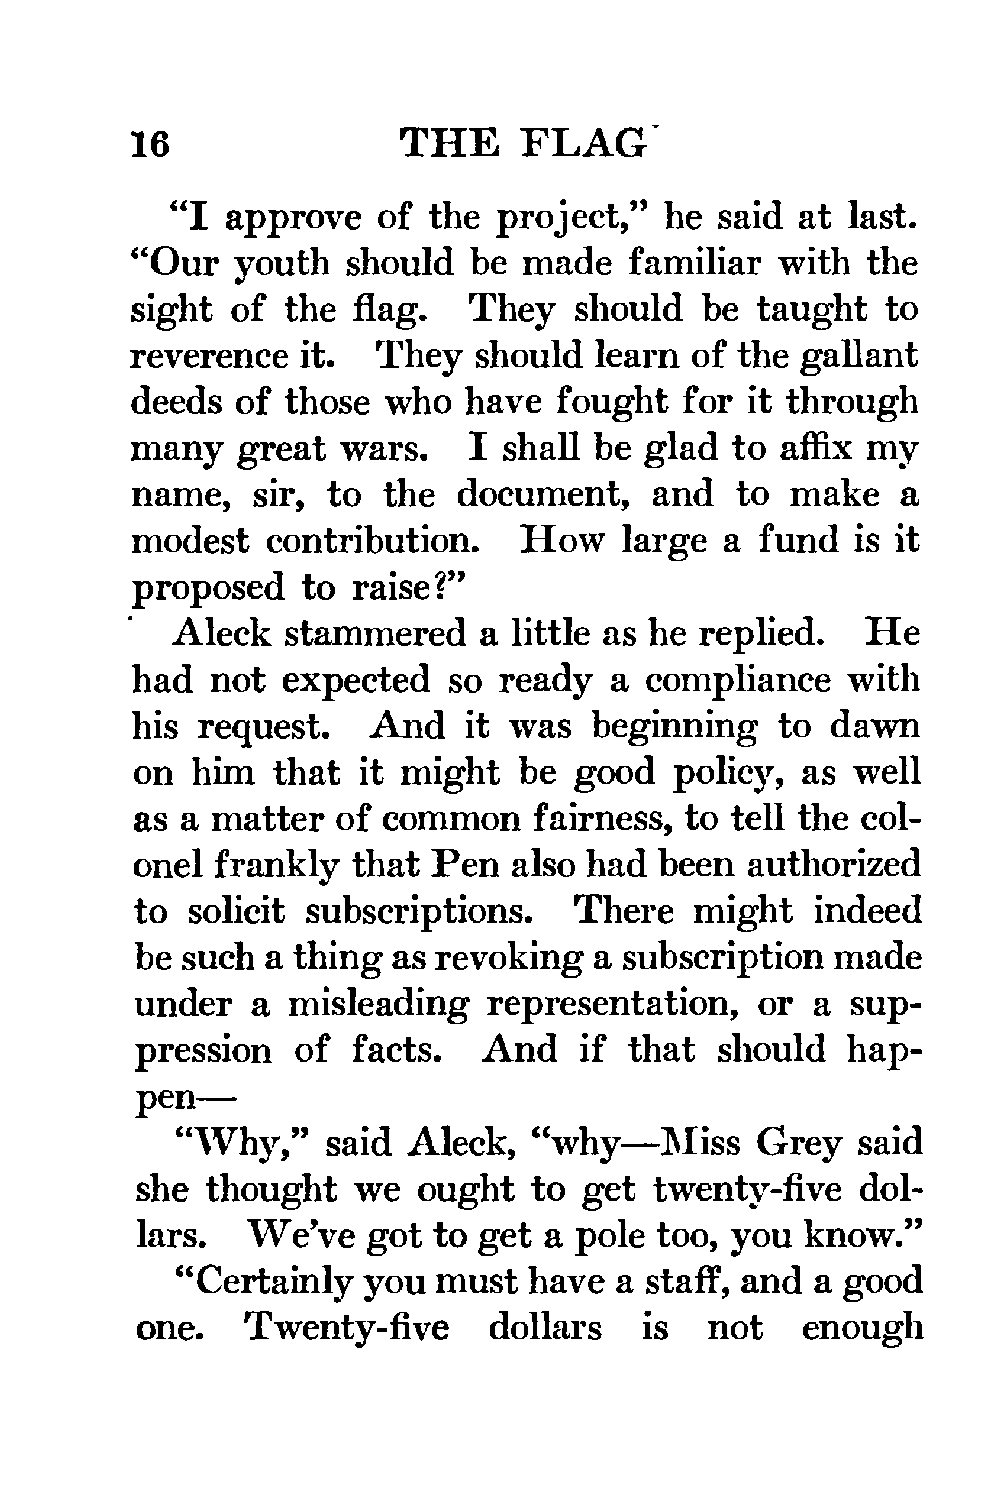 16 THE FLAG
“I approve of the project,” he said at last.
“Our youth should be made familiar with the
sight of the flag. They should be taught to
reverence it. They should learn of the gallant
deeds of those who have fought for it through
many great wars. I shall be glad to affix my
name, sir, to the document, and to make a
modest contribution. How large a fund is it
proposed to raise?”
Aleck stammered a little as he replied. He
had not expected so ready a compliance with
his request. And it was beginning to dawn
on him that it might be good policy, as well
as a matter of common fairness, to tell the col-
onel frankly that Pen also had been authorized
to solicit subscriptions. There might indeed
be such a thing as revoking a subscription made
under a misleading representation, or a sup-
pression of facts. And if that should hap-
pen—
“Why,” said Aleck, “why—Miss Grey said
she thought we ought to get twenty-five dol-
lars. We’ve got to get a pole too, you know.”
“Certainly you must have a staff, and a good
one. Twenty-five dollars is not enough